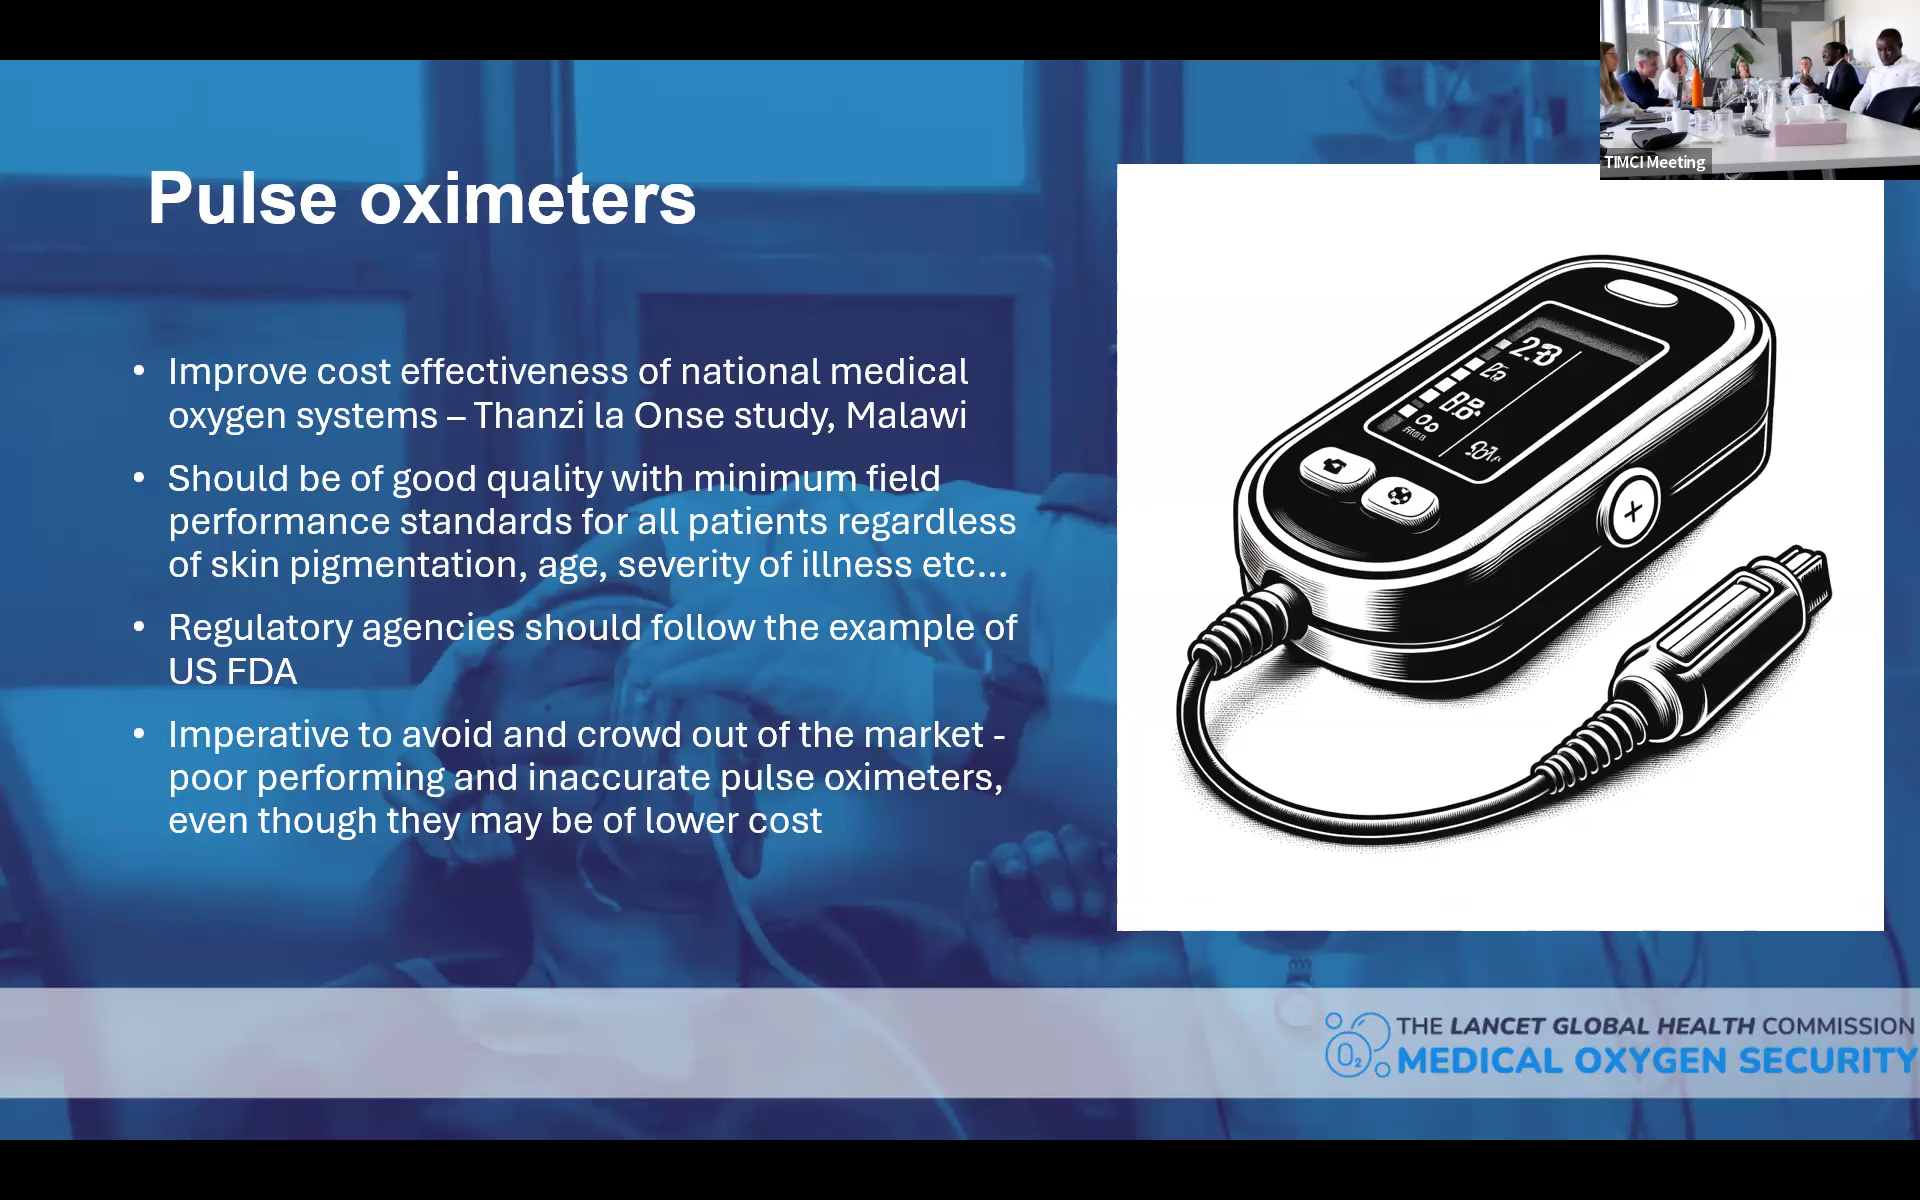 TIMCI Meeting
Pulse oximeters
• Improve cost effectiveness of national medical
oxygen systems – Thanzi la Onse study, Malawi
• Should be of good quality with minimum field
performance standards for all patients regardless
of skin pigmentation, age, severity of illness etc...
• Regulatory agencies should follow the example of
US FDA
• Imperative to avoid and crowd out of the market -
poor performing and inaccurate pulse oximeters,
even though they may be of lower cost
O₂
THE LANCET GLOBAL HEALTH COMMISSION
MEDICAL OXYGEN SECURITY